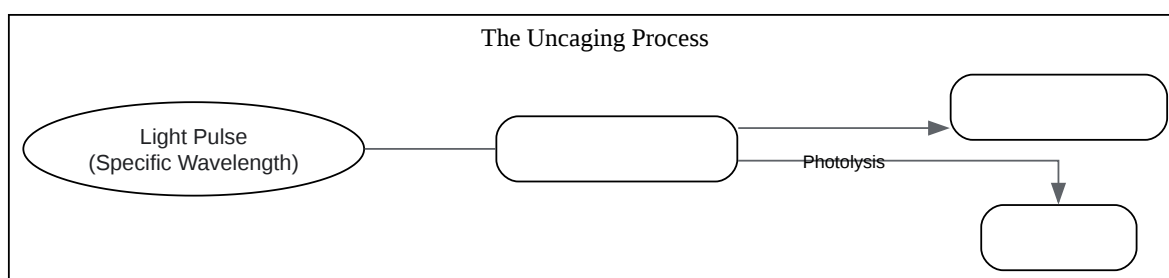 The Uncaging Process
Light Pulse
(Specific Wavelength)
Photolysis